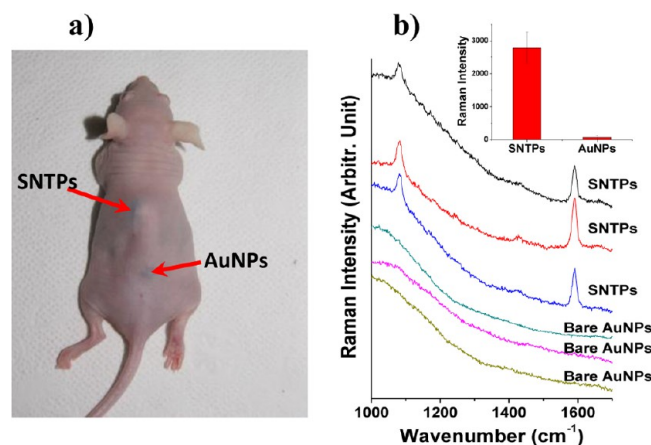 a)
SNTPs
AuNPs
b)
Raman Intensity (Arbitr. Unit)
Raman Intensity
3000
2000
1000
0
SNTPs AuNPs
SNTPs
SNTPs
SNTPs
Bare AuNPs
Bare AuNPs
Bare AuNPs
1000 1200 1400 1600
Wavenumber (cm⁻¹)